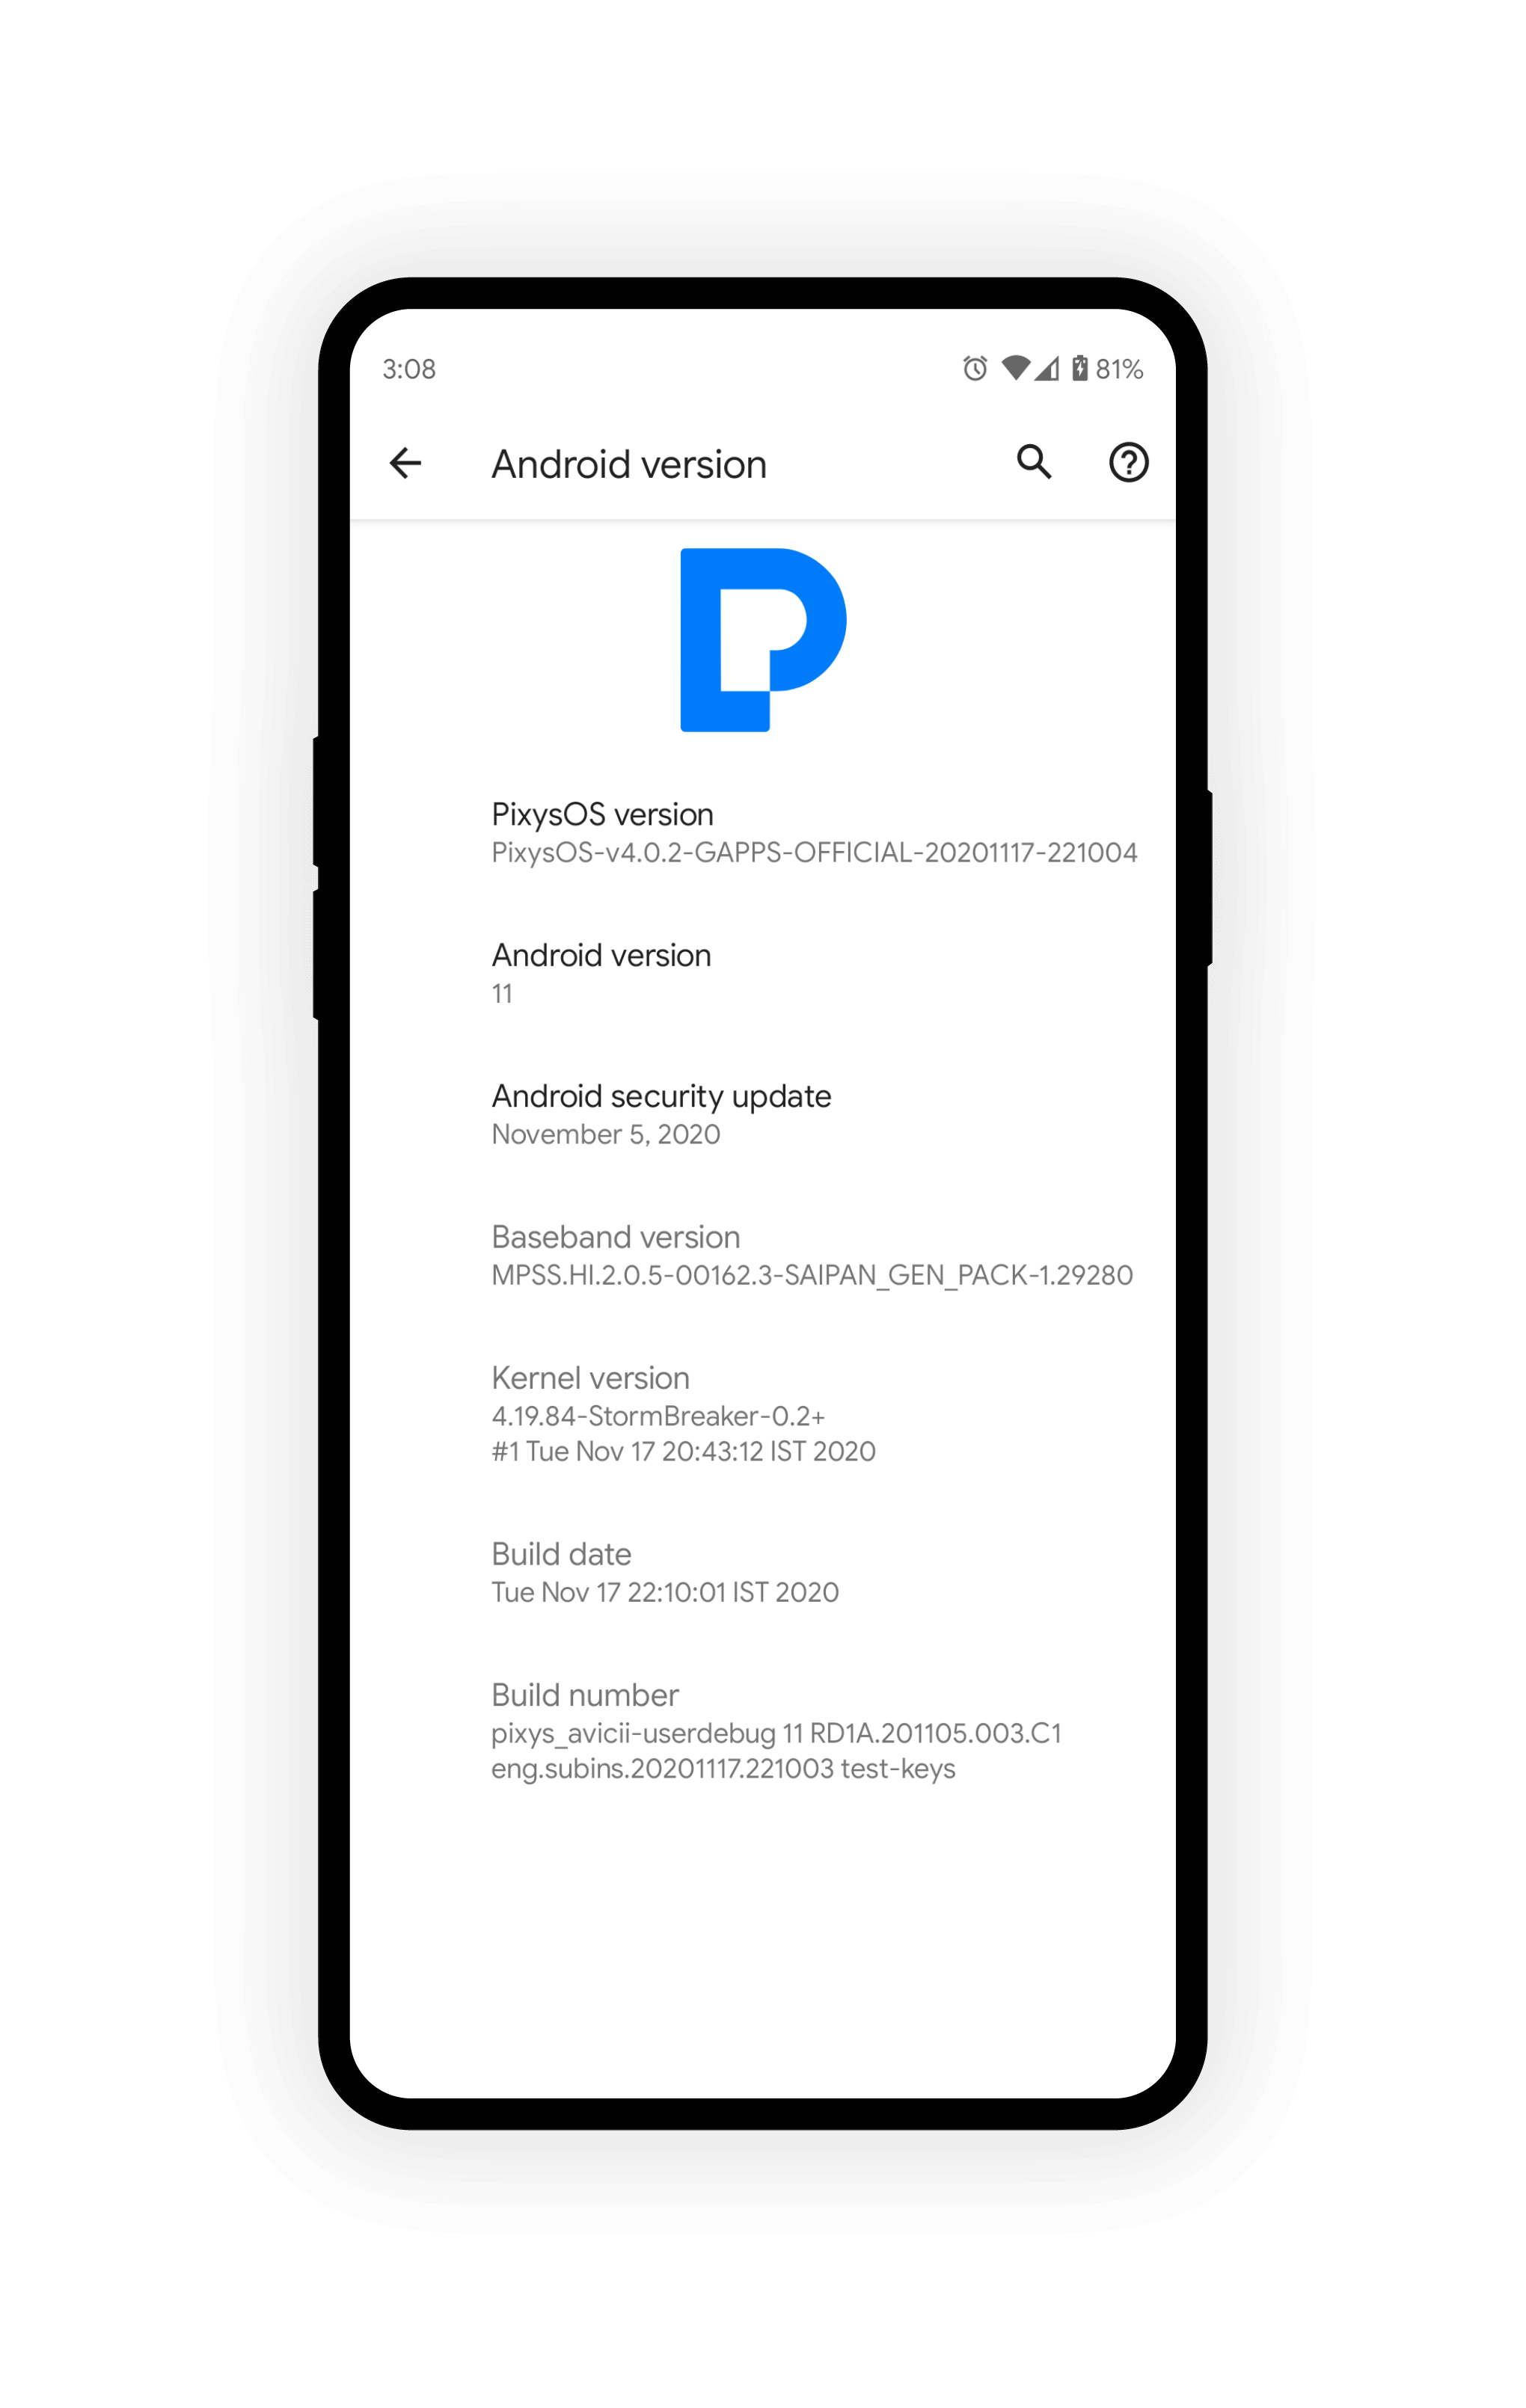 3:08
81%
Android version
PixysOS version
PixysOS-v4.0.2-GAPPS-OFFICIAL-20201117-221004
Android version
11
Android security update
November 5, 2020
Baseband version
MPSS.HI.2.0.5-00162.3-SAIPAN_GEN_PACK-1.29280
Kernel version
4.19.84-StormBreaker-0.2+
#1 Tue Nov 17 20:43:12 IST 2020
Build date
Tue Nov 17 22:10:01 IST 2020
Build number
pixys_avicii-userdebug 11 RD1A.201105.003.C1
eng.subins.20201117.221003 test-keys